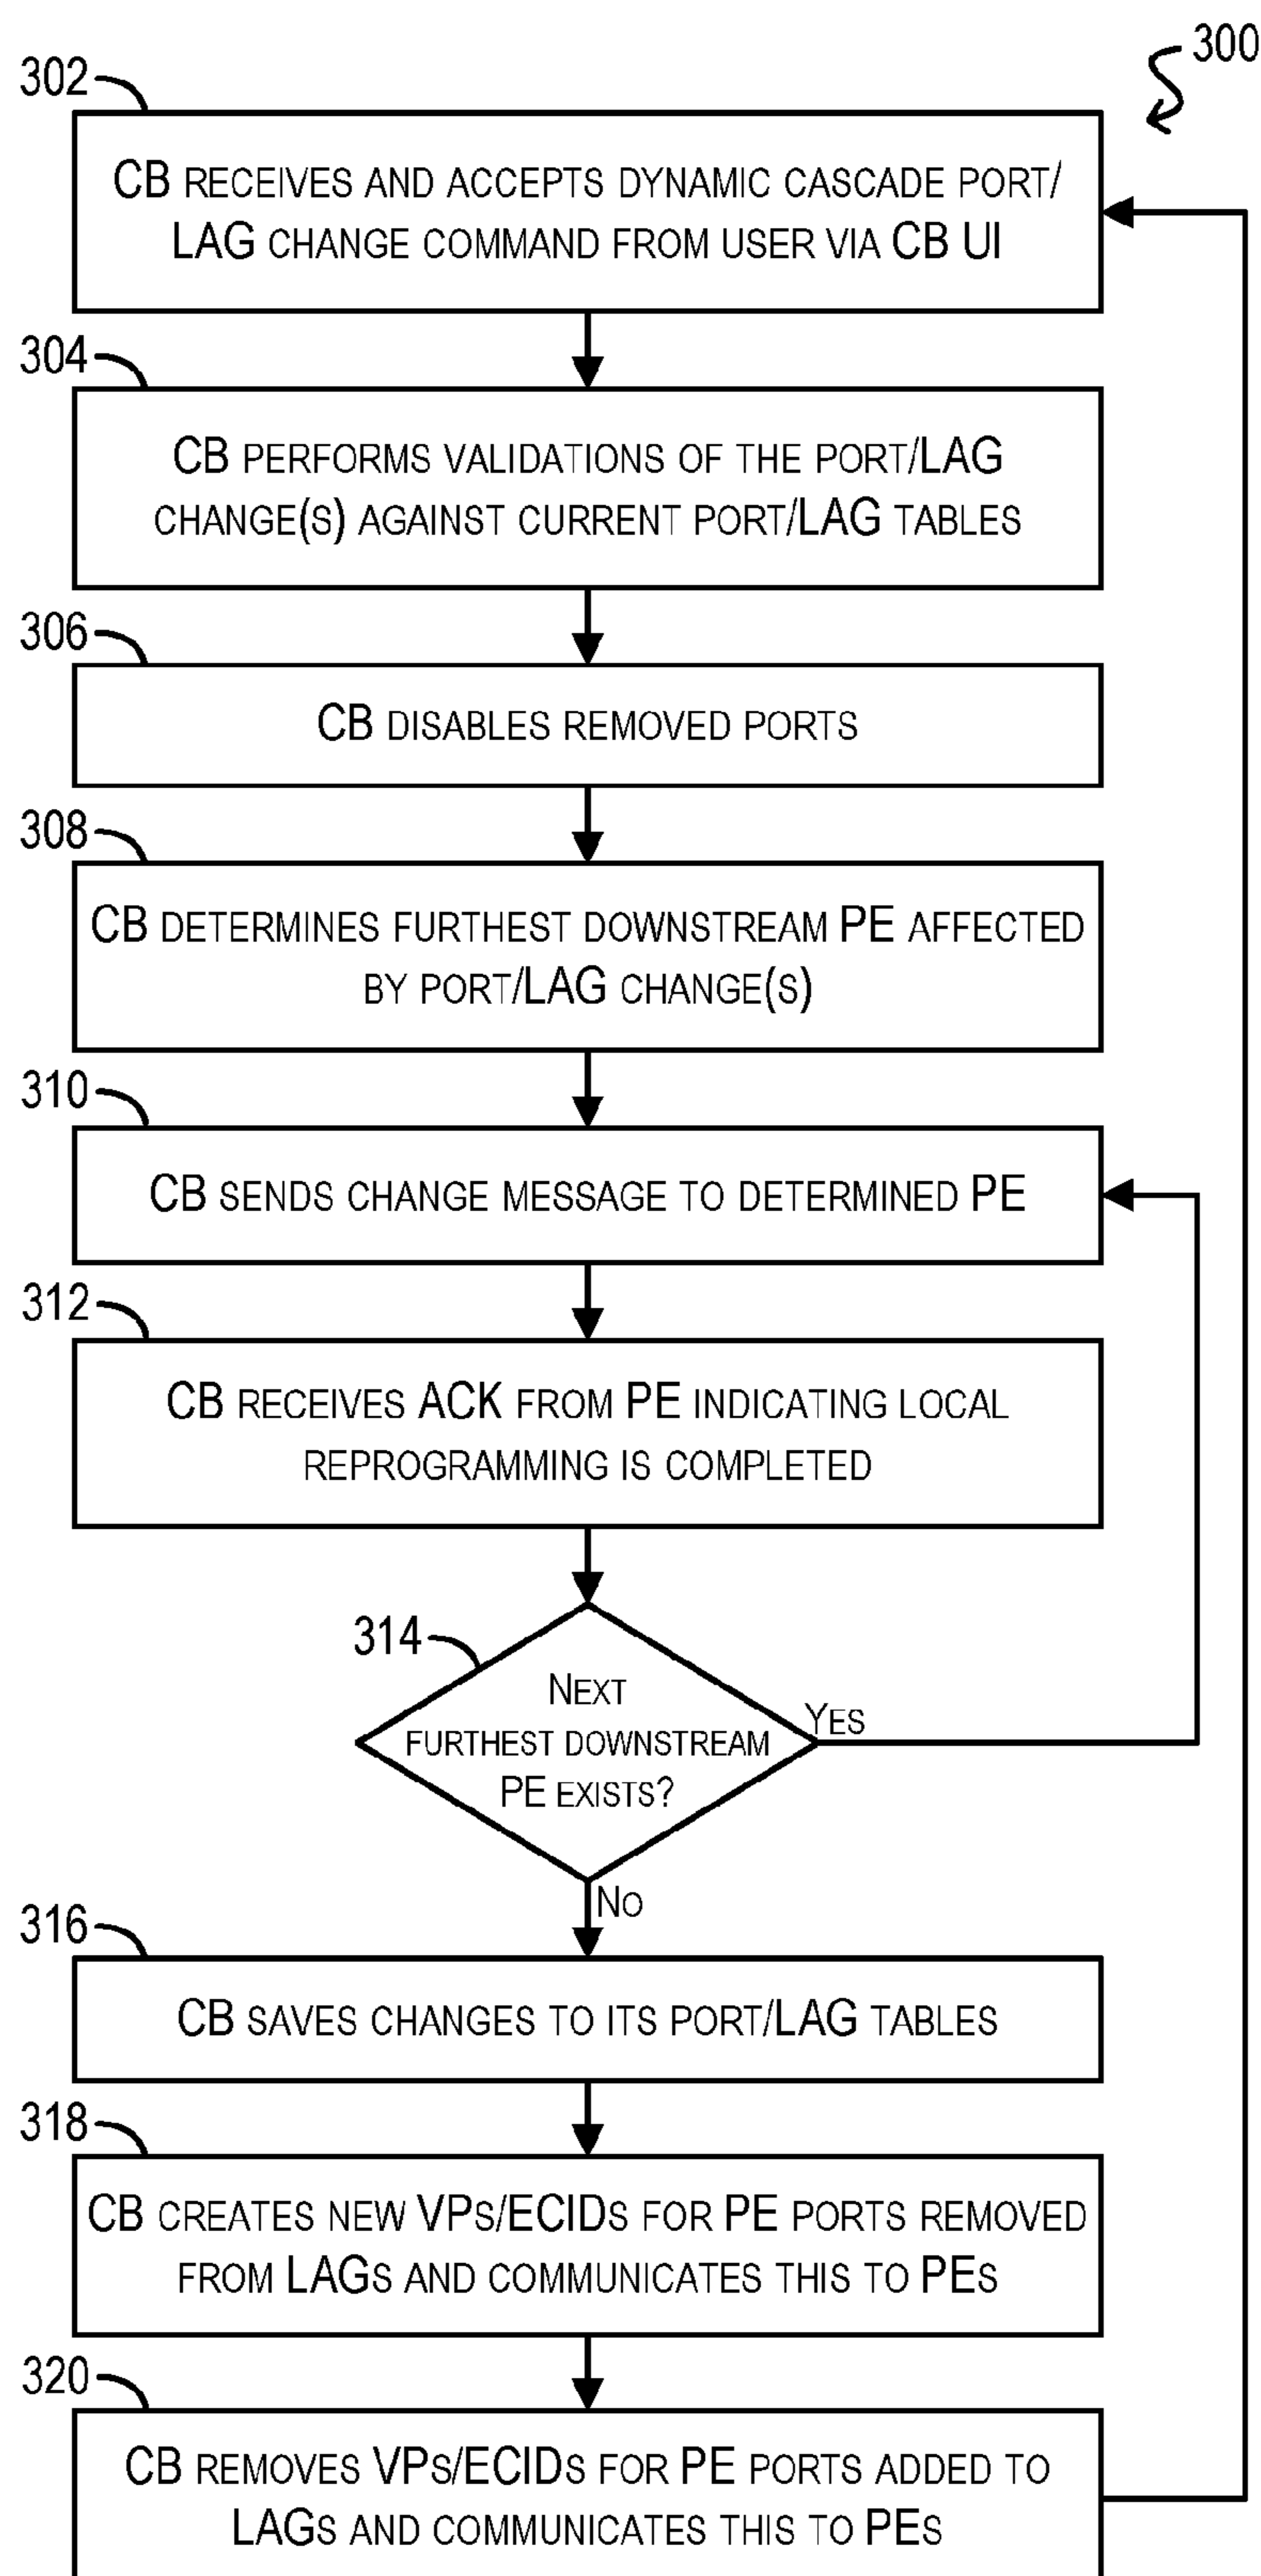 300
302
CB RECEIVES AND ACCEPTS DYNAMIC CASCADE PORT/
LAG CHANGE COMMAND FROM USER VIA CB UI
304
CB PERFORMS VALIDATIONS OF THE PORT/LAG
CHANGE(S) AGAINST CURRENT PORT/LAG TABLES
306
CB DISABLES REMOVED PORTS
308
CB DETERMINES FURTHEST DOWNSTREAM PE AFFECTED
BY PORT/LAG CHANGE(S)
310
CB SENDS CHANGE MESSAGE TO DETERMINED PE
312
CB RECEIVES ACK FROM PE INDICATING LOCAL
REPROGRAMMING IS COMPLETED
314
NEXT
FURTHEST DOWNSTREAM
PE EXISTS?
YES
NO
316
CB SAVES CHANGES TO ITS PORT/LAG TABLES
318
CB CREATES NEW VPS/ECIDS FOR PE PORTS REMOVED
FROM LAGS AND COMMUNICATES THIS TO PES
320
CB REMOVES VPS/ECIDS FOR PE PORTS ADDED TO
LAGS AND COMMUNICATES THIS TO PES